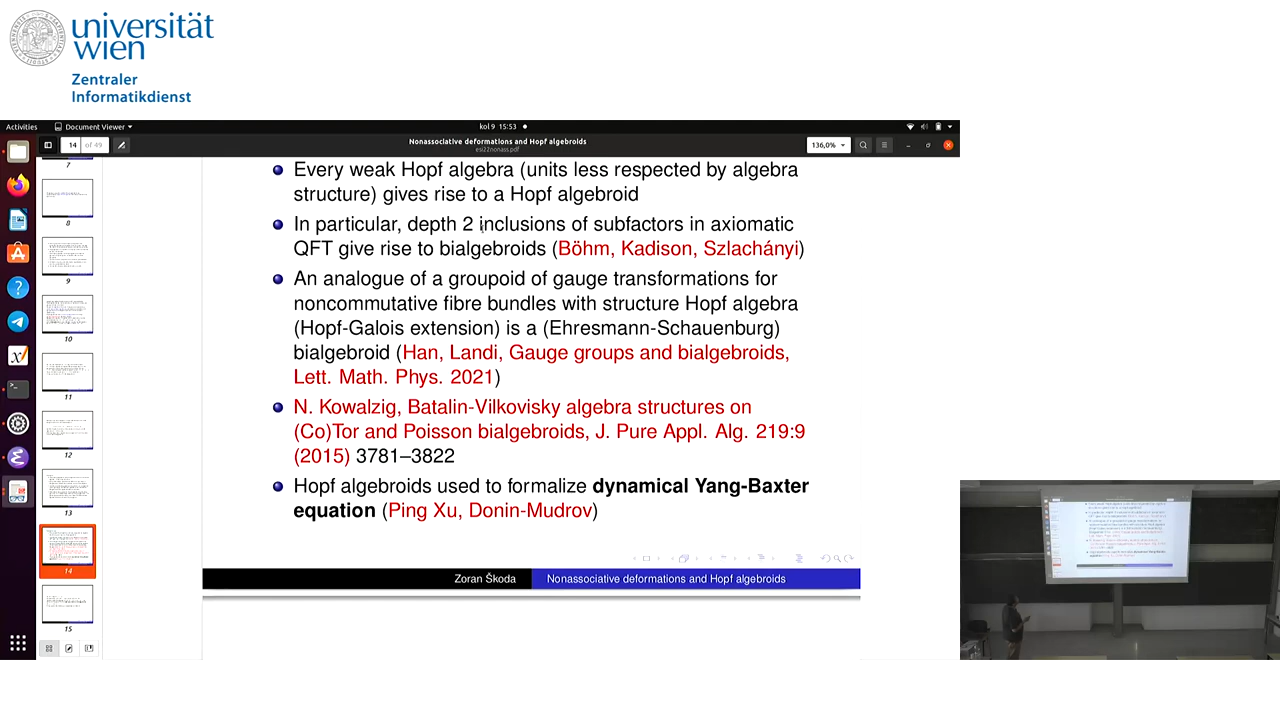 universität
wien
Zentraler
Informatikdienst
Activities
Document Viewer
kol 9 15:53
14 of 49
Nonassociative deformations and Hopf algebroids
esi22nonass.pdf
136,0%
7
8
9
10
11
12
13
14
15
Every weak Hopf algebra (units less respected by algebra
structure) gives rise to a Hopf algebroid
In particular, depth 2 inclusions of subfactors in axiomatic
QFT give rise to bialgebroids (Böhm, Kadison, Szlachányi)
An analogue of a groupoid of gauge transformations for
noncommutative fibre bundles with structure Hopf algebra
(Hopf-Galois extension) is a (Ehresmann-Schauenburg)
bialgebroid (Han, Landi, Gauge groups and bialgebroids,
Lett. Math. Phys. 2021)
N. Kowalzig, Batalin-Vilkovisky algebra structures on
(Co)Tor and Poisson bialgebroids, J. Pure Appl. Alg. 219:9
(2015) 3781–3822
Hopf algebroids used to formalize dynamical Yang-Baxter
equation (Ping Xu, Donin-Mudrov)
Zoran Škoda
Nonassociative deformations and Hopf algebroids